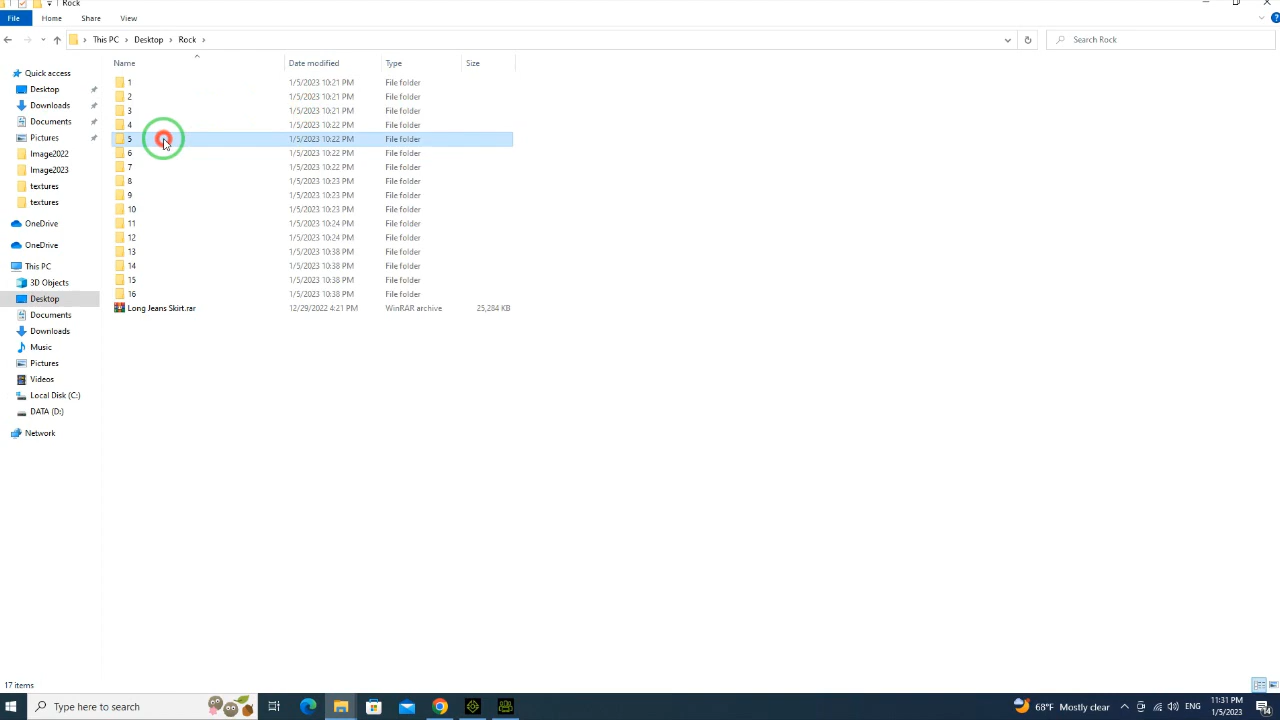 Rock
File Home Share View
This PC Desktop Rock
Search Rock
Name Date modified Type Size
Quick access
Desktop
Downloads
Documents
Pictures
Image2022
Image2023
textures
textures
OneDrive
OneDrive
This PC
3D Objects
Desktop
Documents
Downloads
Music
Pictures
Videos
Local Disk (C:)
DATA (D:)
Network
1 1/5/2023 10:21 PM File folder
2 1/5/2023 10:21 PM File folder
3 1/5/2023 10:21 PM File folder
4 1/5/2023 10:22 PM File folder
5 1/5/2023 10:22 PM File folder
6 1/5/2023 10:22 PM File folder
7 1/5/2023 10:22 PM File folder
8 1/5/2023 10:23 PM File folder
9 1/5/2023 10:23 PM File folder
10 1/5/2023 10:23 PM File folder
11 1/5/2023 10:24 PM File folder
12 1/5/2023 10:24 PM File folder
13 1/5/2023 10:38 PM File folder
14 1/5/2023 10:38 PM File folder
15 1/5/2023 10:38 PM File folder
16 1/5/2023 10:38 PM File folder
Long Jeans Skirt.rar 12/29/2022 4:21 PM WinRAR archive 25,284 KB
17 items
Type here to search
68°F Mostly clear
ENG
11:31 PM
1/5/2023